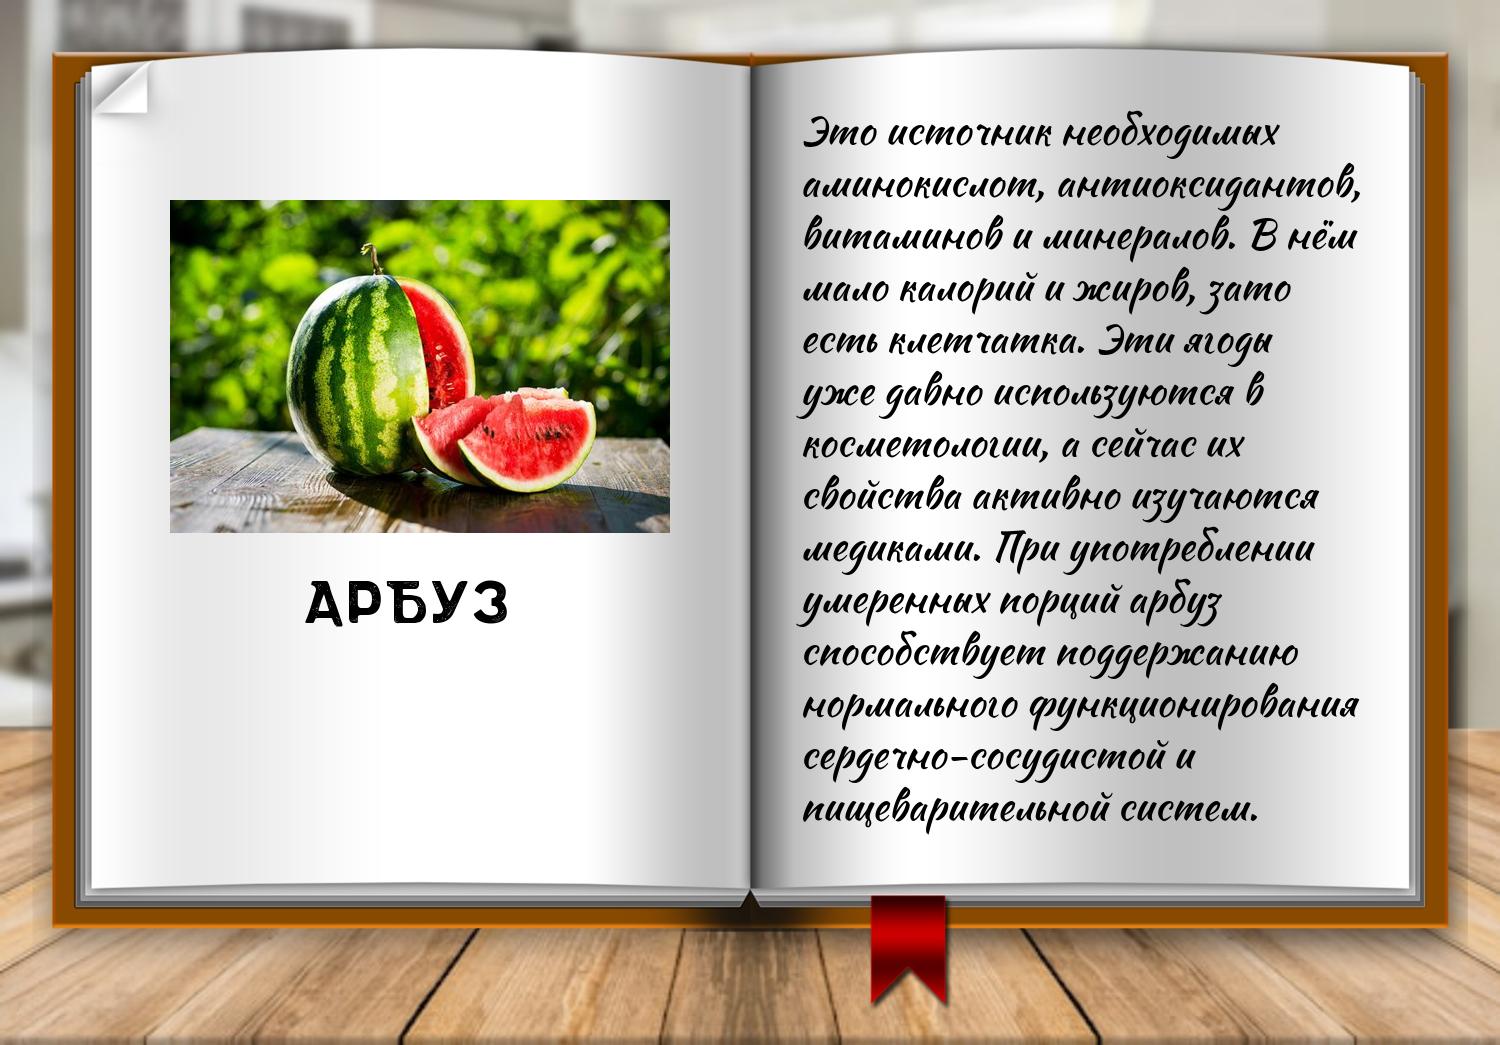 АРБУЗ
Это источник необходимых
аминокислот, антиоксидантов,
витаминов и минералов. В нём
мало калорий и жиров, зато
есть клетчатка. Эти ягоды
уже давно используются в
косметологии, а сейчас их
свойства активно изучаются
медиками. При употреблении
умеренных порций арбуз
способствует поддержанию
нормального функционирования
сердечно-сосудистой и
пищеварительной систем.